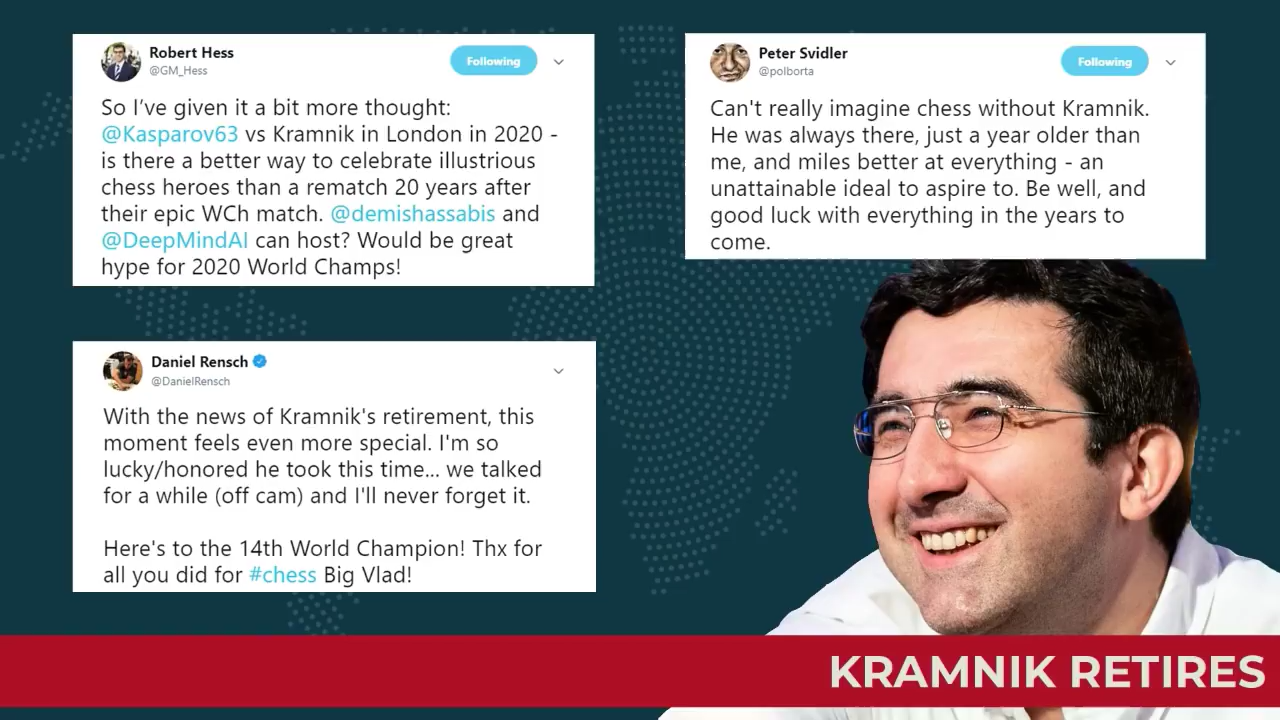 Robert Hess
@GM_Hess
Following
So I've given it a bit more thought:
@Kasparov63 vs Kramnik in London in 2020 -
is there a better way to celebrate illustrious
chess heroes than a rematch 20 years after
their epic WCh match. @demishassabis and
@DeepMindAI can host? Would be great
hype for 2020 World Champs!
Peter Svidler
@polborta
Following
Can't really imagine chess without Kramnik.
He was always there, just a year older than
me, and miles better at everything - an
unattainable ideal to aspire to. Be well, and
good luck with everything in the years to
come.
Daniel Rensch
@DanielRensch
With the news of Kramnik's retirement, this
moment feels even more special. I'm so
lucky/honored he took this time... we talked
for a while (off cam) and I'll never forget it.
Here's to the 14th World Champion! Thx for
all you did for #chess Big Vlad!
KRAMNIK RETIRES